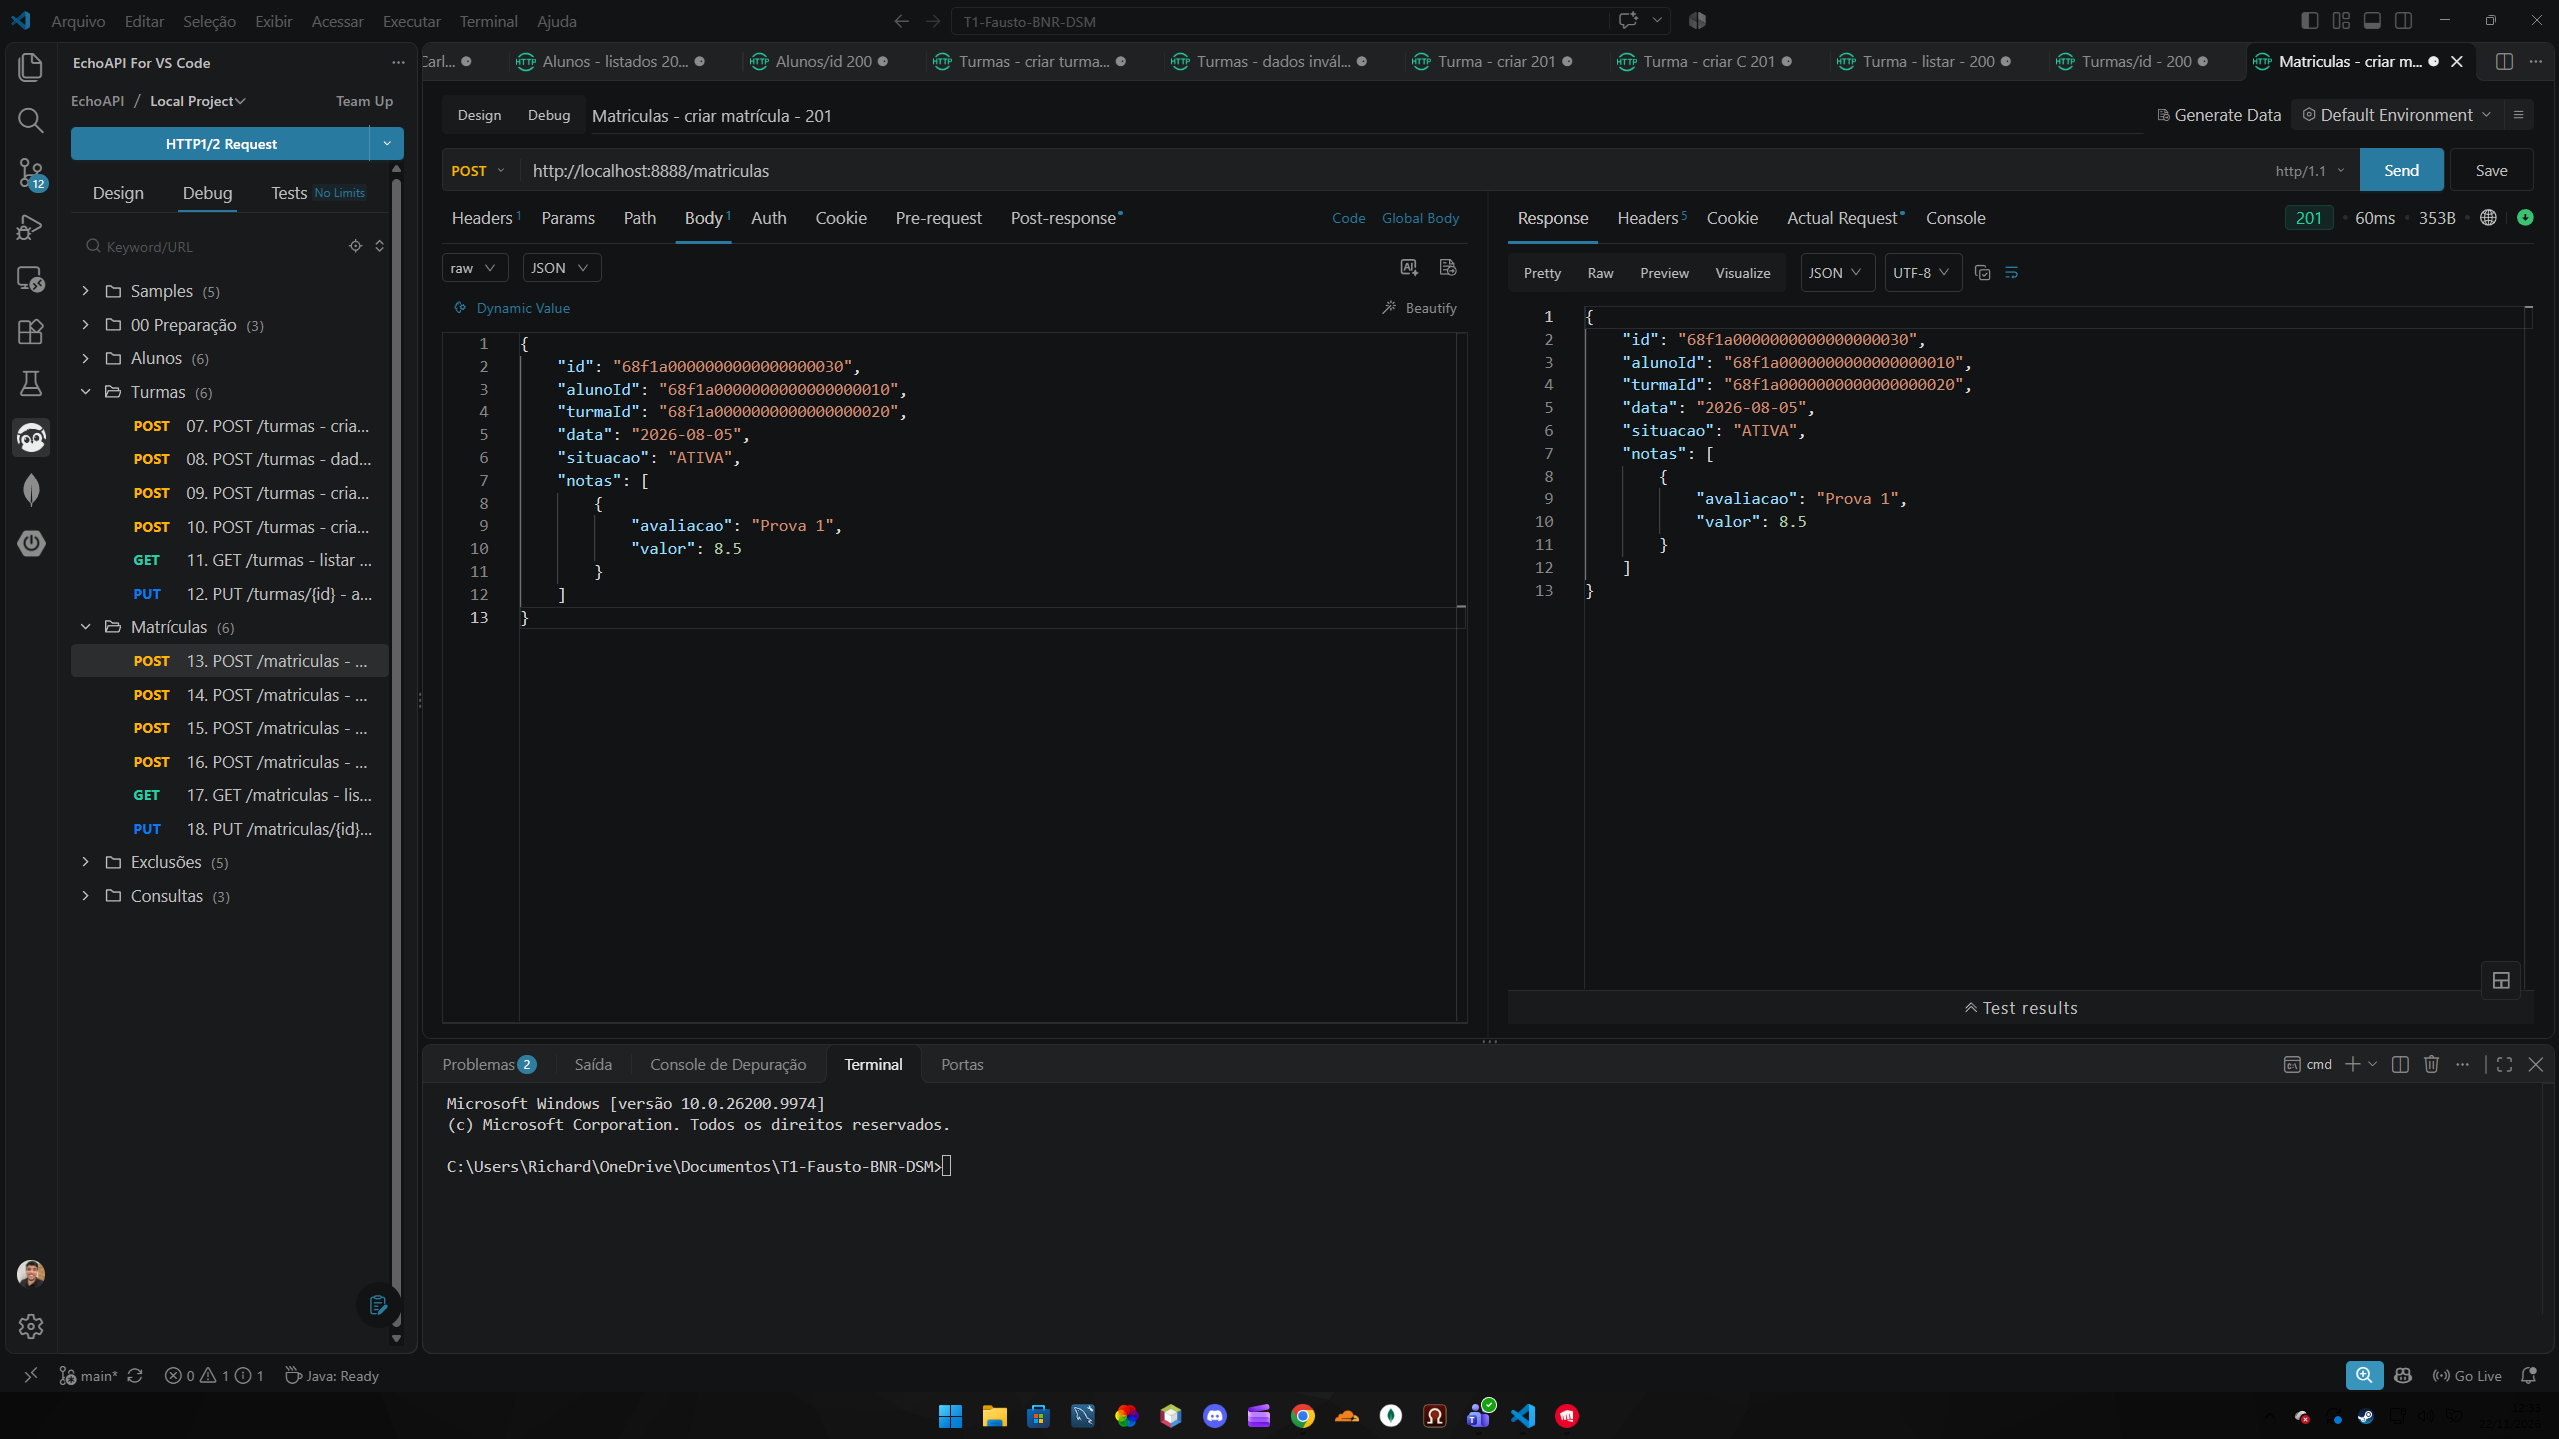 Arquivo Editar Seleção Exibir Acessar Executar Terminal Ajuda
T1-Fausto-BNR-DSM
EchoAPI For VS Code
EchoAPI / Local Project
Team Up
HTTP1/2 Request
Design Debug Tests No Limits
Keyword/URL
Samples (5)
00 Preparação (3)
Alunos (6)
Turmas (6)
POST 07. POST /turmas - cria...
POST 08. POST /turmas - dad...
POST 09. POST /turmas - cria...
POST 10. POST /turmas - cria...
GET 11. GET /turmas - listar ...
PUT 12. PUT /turmas/{id} - a...
Matrículas (6)
POST 13. POST /matriculas - ...
POST 14. POST /matriculas - ...
POST 15. POST /matriculas - ...
POST 16. POST /matriculas - ...
GET 17. GET /matriculas - lis...
PUT 18. PUT /matriculas/{id}...
Exclusões (5)
Consultas (3)
12
Carl... Alunos - listados 20... Alunos/id 200 Turmas - criar turma... Turmas - dados invál... Turma - criar 201 Turma - criar C 201 Turma - listar - 200 Turmas/id - 200 Matriculas - criar m...
Design Debug Matriculas - criar matrícula - 201
Generate Data Default Environment
POST http://localhost:8888/matriculas http/1.1 Send Save
Headers 1 Params Path Body 1 Auth Cookie Pre-request Post-response Code Global Body
raw JSON
Dynamic Value Beautify
1 {
2 "id": "68f1a0000000000000000030",
3 "alunoId": "68f1a0000000000000000010",
4 "turmaId": "68f1a0000000000000000020",
5 "data": "2026-08-05",
6 "situacao": "ATIVA",
7 "notas": [
8 {
9 "avaliacao": "Prova 1",
10 "valor": 8.5
11 }
12 ]
13 }
Response Headers 5 Cookie Actual Request Console
201 60ms 353B
Pretty Raw Preview Visualize JSON UTF-8
1 {
2 "id": "68f1a0000000000000000030",
3 "alunoId": "68f1a0000000000000000010",
4 "turmaId": "68f1a0000000000000000020",
5 "data": "2026-08-05",
6 "situacao": "ATIVA",
7 "notas": [
8 {
9 "avaliacao": "Prova 1",
10 "valor": 8.5
11 }
12 ]
13 }
Test results
Problemas 2 Saída Console de Depuração Terminal Portas
cmd
Microsoft Windows [versão 10.0.26200.9974]
(c) Microsoft Corporation. Todos os direitos reservados.
C:\Users\Richard\OneDrive\Documentos\T1-Fausto-BNR-DSM>
main* 0 1 1 Java: Ready
Go Live